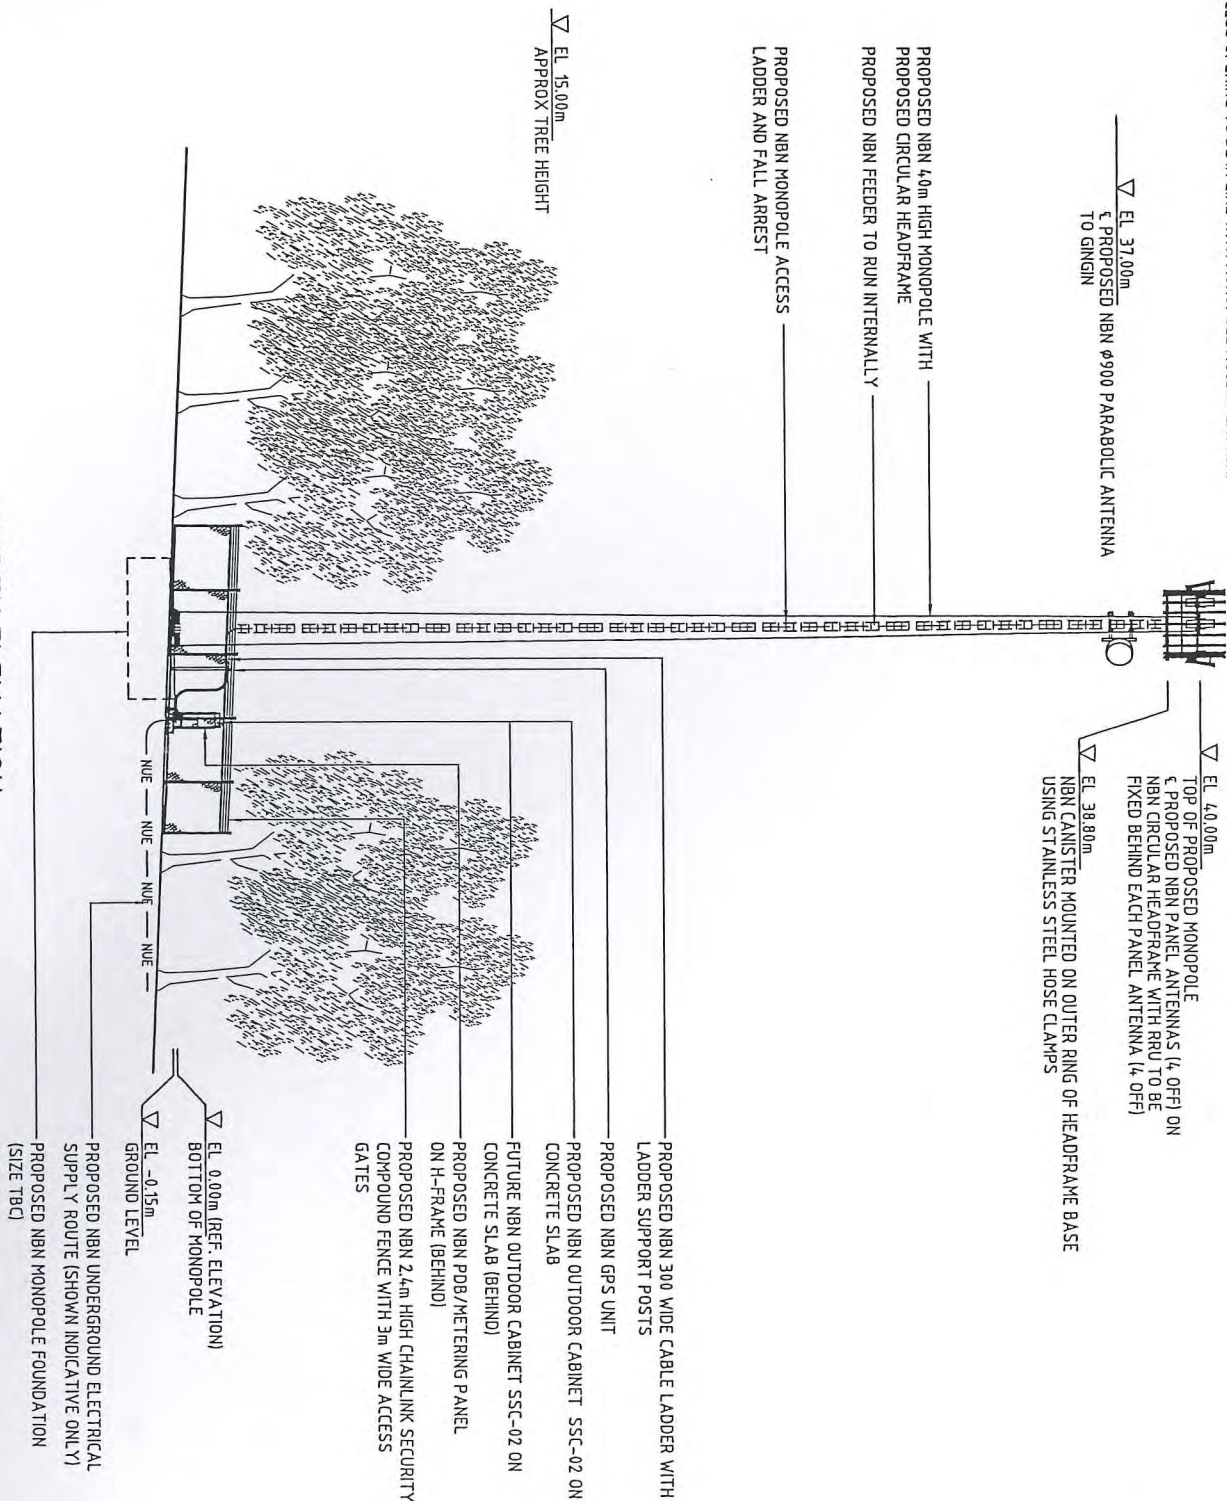 EL 40.00m
TOP OF PROPOSED MONOPOLE
℄ PROPOSED NBN PANEL ANTENNAS (4 OFF) ON
NBN CIRCULAR HEADFRAME WITH RRU TO BE
FIXED BEHIND EACH PANEL ANTENNA (4 OFF)
EL 38.80m
NBN CANISTER MOUNTED ON OUTER RING OF HEADFRAME BASE
USING STAINLESS STEEL HOSE CLAMPS
EL 37.00m
℄ PROPOSED NBN Ø900 PARABOLIC ANTENNA
TO GINGIN
PROPOSED NBN 40m HIGH MONOPOLE WITH
PROPOSED CIRCULAR HEADFRAME
PROPOSED NBN FEEDER TO RUN INTERNALLY
PROPOSED NBN MONOPOLE ACCESS
LADDER AND FALL ARREST
EL 15.00m
APPROX TREE HEIGHT
PROPOSED NBN 300 WIDE CABLE LADDER WITH
LADDER SUPPORT POSTS
PROPOSED NBN GPS UNIT
PROPOSED NBN OUTDOOR CABINET SSC-02 ON
CONCRETE SLAB
FUTURE NBN OUTDOOR CABINET SSC-02 ON
CONCRETE SLAB (BEHIND)
PROPOSED NBN PDB/METERING PANEL
ON H-FRAME (BEHIND)
PROPOSED NBN 2.4m HIGH CHAINLINK SECURITY
COMPOUND FENCE WITH 3m WIDE ACCESS
GATES
EL 0.00m (REF. ELEVATION)
BOTTOM OF MONOPOLE
EL -0.15m
GROUND LEVEL
NUE — NUE — NUE — NUE
PROPOSED NBN UNDERGROUND ELECTRICAL
SUPPLY ROUTE (SHOWN INDICATIVE ONLY)
PROPOSED NBN MONOPOLE FOUNDATION
(SIZE TBC)